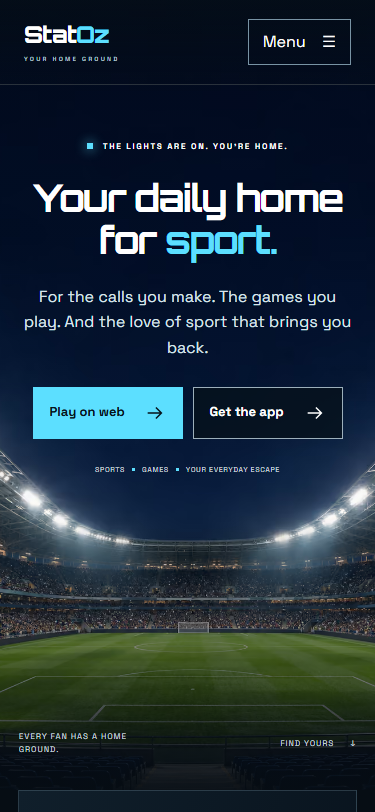 StatOz
YOUR HOME GROUND
Menu ☰
THE LIGHTS ARE ON. YOU'RE HOME.
Your daily home
for sport.
For the calls you make. The games you
play. And the love of sport that brings you
back.
Play on web →
Get the app →
SPORTS ▪ GAMES ▪ YOUR EVERYDAY ESCAPE
EVERY FAN HAS A HOME
GROUND.
FIND YOURS ↓